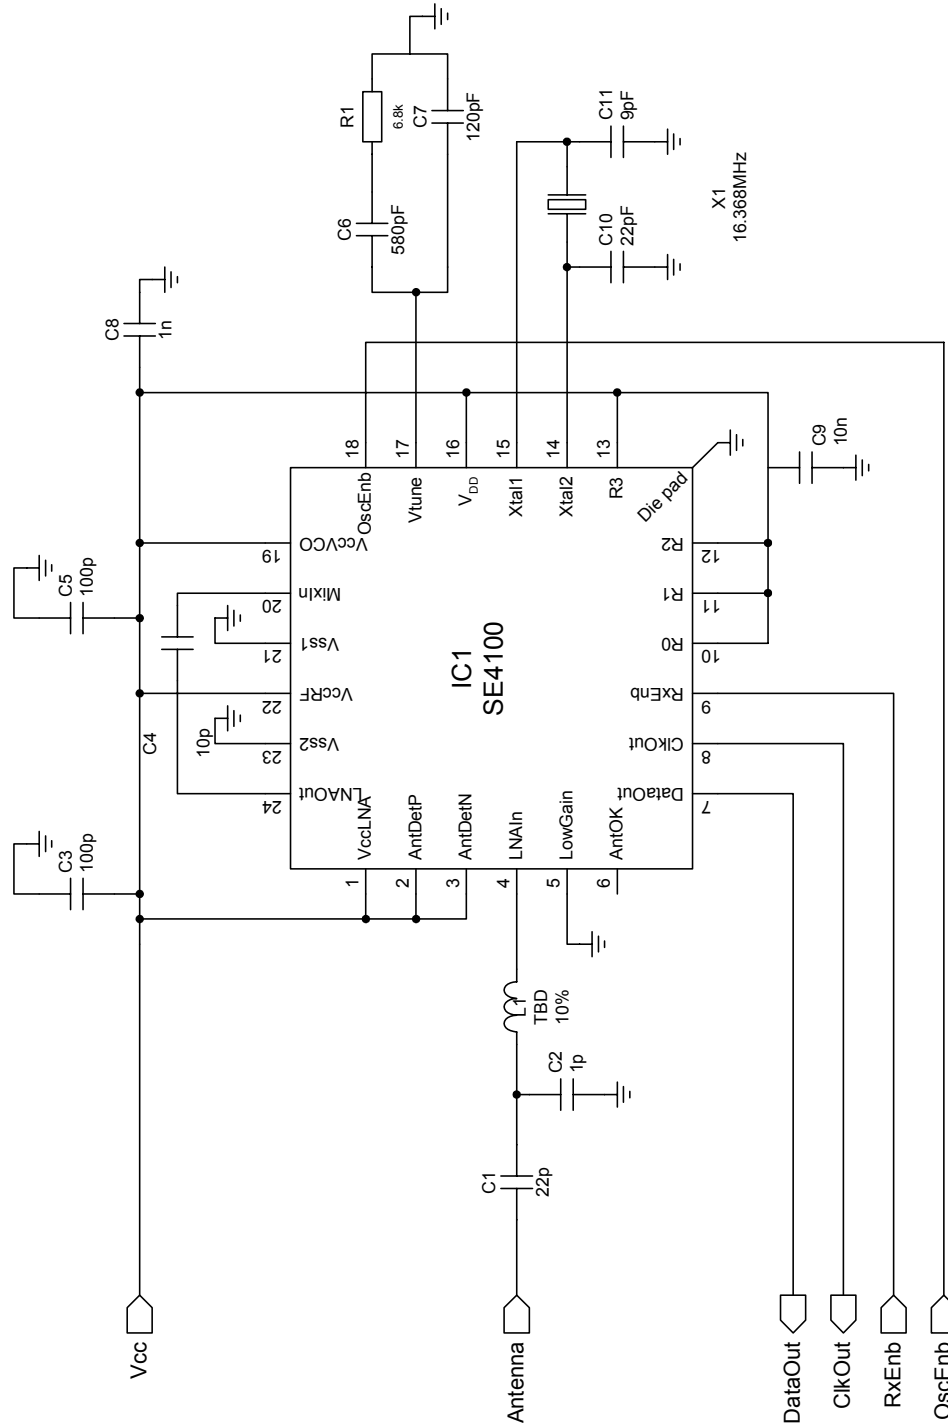 Vcc
Antenna
DataOut
ClkOut
RxEnb
OscEnb
C3
100p
C4
10p
C5
100p
C8
1n
C6
580pF
R1
6.8k
C7
120pF
C11
9pF
C10
22pF
X1
16.368MHz
C9
10n
C1
22p
C2
1p
L1
TBD
10%
IC1
SE4100
Die pad
1
VccLNA
2
AntDetP
3
AntDetN
4
LNAIn
5
LowGain
6
AntOK
7
DataOut
8
ClkOut
9
RxEnb
10
R0
11
R1
12
R2
13
R3
14
Xtal2
15
Xtal1
16
VDD
17
Vtune
18
OscEnb
19
VccVCO
20
MixIn
21
Vss1
22
VccRF
23
Vss2
24
LNAOut